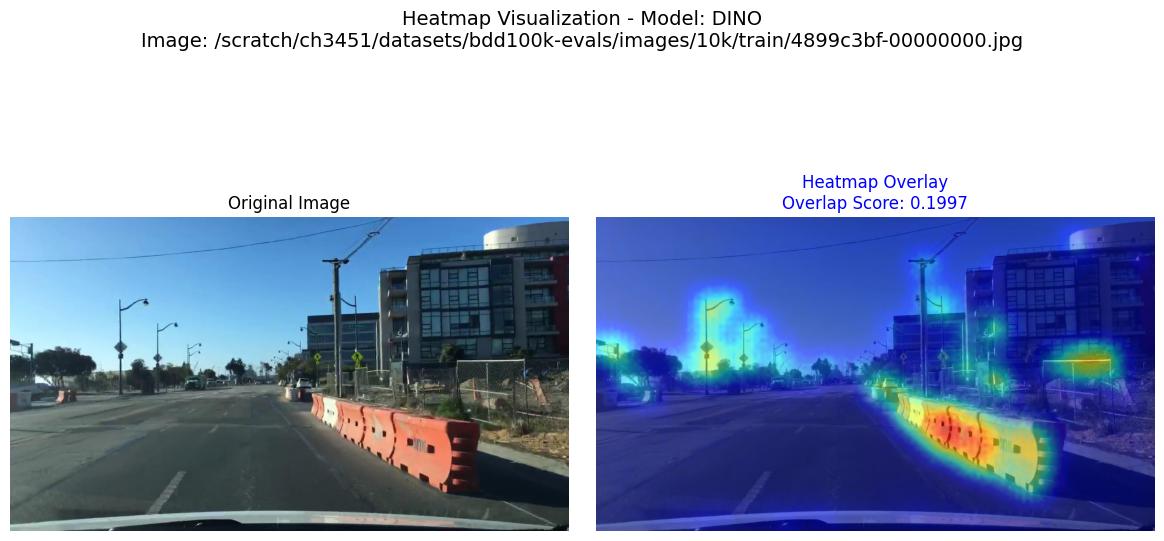 Heatmap Visualization - Model: DINO
Image: /scratch/ch3451/datasets/bdd100k-evals/images/10k/train/4899c3bf-00000000.jpg
Original Image
Heatmap Overlay
Overlap Score: 0.1997